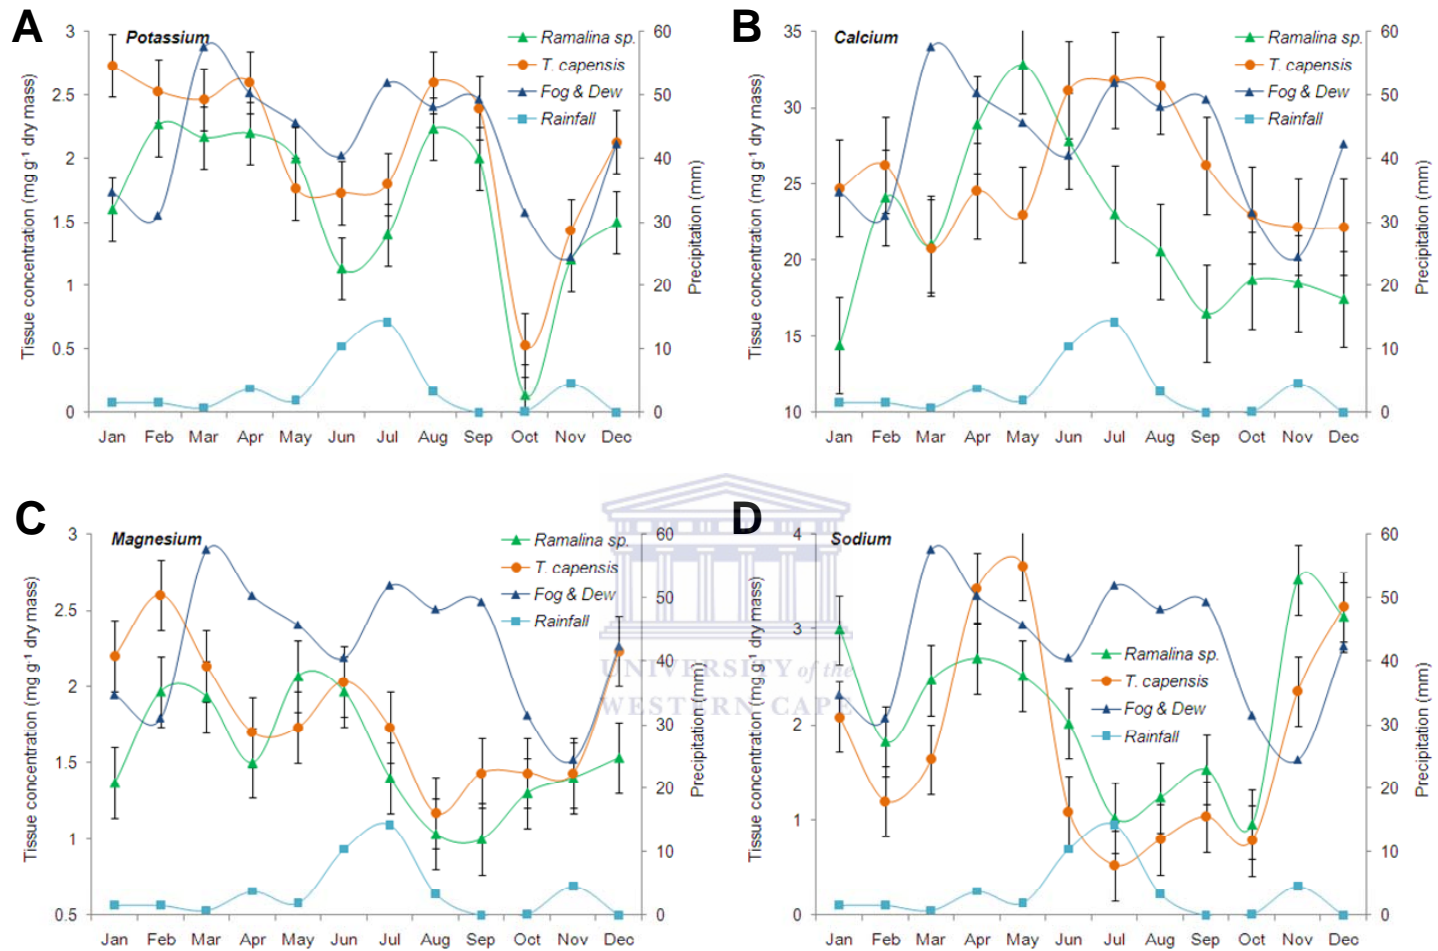 A
Potassium
Ramalina sp.
T. capensis
Fog & Dew
Rainfall
Tissue concentration (mg g⁻¹ dry mass)
3
2.5
2
1.5
1
0.5
0
60
50
40
30
20
10
0
Precipitation (mm)
Jan Feb Mar Apr May Jun Jul Aug Sep Oct Nov Dec
B
Calcium
Ramalina sp.
T. capensis
Fog & Dew
Rainfall
Tissue concentration (mg g⁻¹ dry mass)
35
30
25
20
15
10
60
50
40
30
20
10
0
Precipitation (mm)
Jan Feb Mar Apr May Jun Jul Aug Sep Oct Nov Dec
C
Magnesium
Ramalina sp.
T. capensis
Fog & Dew
Rainfall
Tissue concentration (mg g⁻¹ dry mass)
3
2.5
2
1.5
1
0.5
60
50
40
30
20
10
0
Precipitation (mm)
Jan Feb Mar Apr May Jun Jul Aug Sep Oct Nov Dec
UNIVERSITY of the
WESTERN CAPE
D
Sodium
Ramalina sp.
T. capensis
Fog & Dew
Rainfall
Tissue concentration (mg g⁻¹ dry mass)
4
3
2
1
0
60
50
40
30
20
10
0
Precipitation (mm)
Jan Feb Mar Apr May Jun Jul Aug Sep Oct Nov Dec